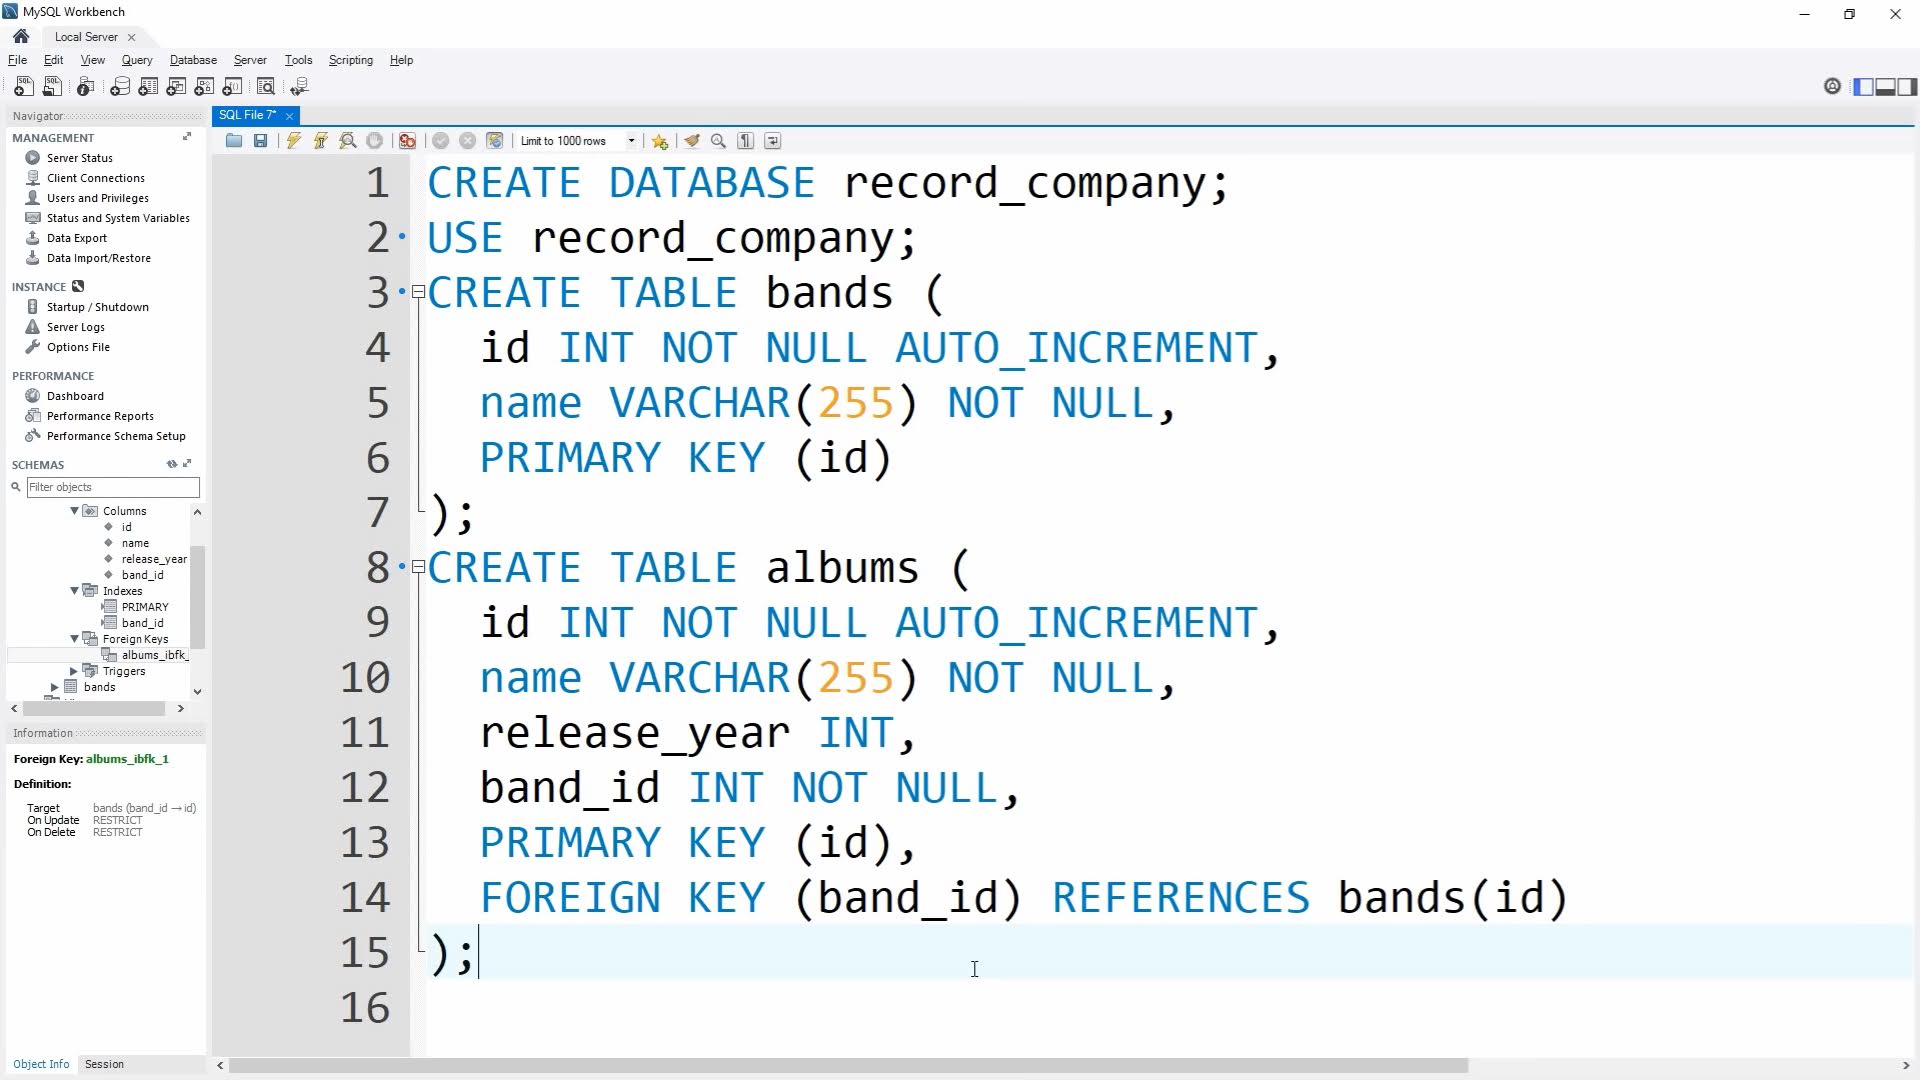 MySQL Workbench
Local Server
File Edit View Query Database Server Tools Scripting Help
Navigator
MANAGEMENT
Server Status
Client Connections
Users and Privileges
Status and System Variables
Data Export
Data Import/Restore
INSTANCE
Startup / Shutdown
Server Logs
Options File
PERFORMANCE
Dashboard
Performance Reports
Performance Schema Setup
SCHEMAS
Filter objects
Columns
id
name
release_year
band_id
Indexes
PRIMARY
band_id
Foreign Keys
albums_ibfk_
Triggers
bands
Information
Foreign Key: albums_ibfk_1
Definition:
Target bands (band_id → id)
On Update RESTRICT
On Delete RESTRICT
Object Info Session
SQL File 7*
Limit to 1000 rows
1 CREATE DATABASE record_company;
2 USE record_company;
3 CREATE TABLE bands (
4 id INT NOT NULL AUTO_INCREMENT,
5 name VARCHAR(255) NOT NULL,
6 PRIMARY KEY (id)
7 );
8 CREATE TABLE albums (
9 id INT NOT NULL AUTO_INCREMENT,
10 name VARCHAR(255) NOT NULL,
11 release_year INT,
12 band_id INT NOT NULL,
13 PRIMARY KEY (id),
14 FOREIGN KEY (band_id) REFERENCES bands(id)
15 );
16